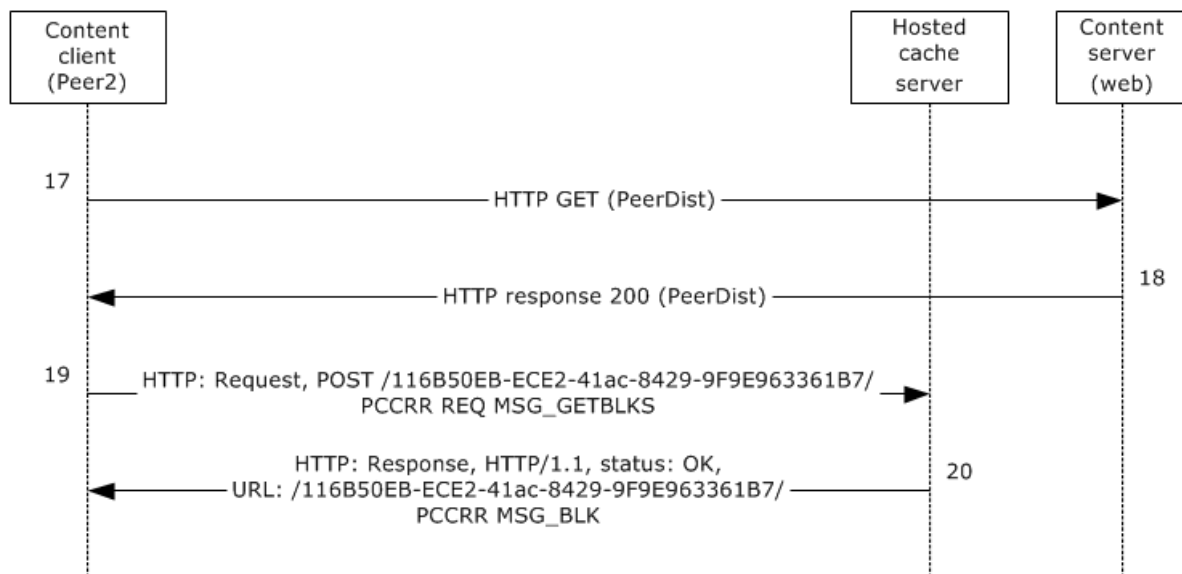 Content
client
(Peer2)
Hosted
cache
server
Content
server
(web)
17
HTTP GET (PeerDist)
18
HTTP response 200 (PeerDist)
19
HTTP: Request, POST /116B50EB-ECE2-41ac-8429-9F9E963361B7/
PCCRR REQ MSG_GETBLKS
HTTP: Response, HTTP/1.1, status: OK,
20
URL: /116B50EB-ECE2-41ac-8429-9F9E963361B7/
PCCRR MSG_BLK